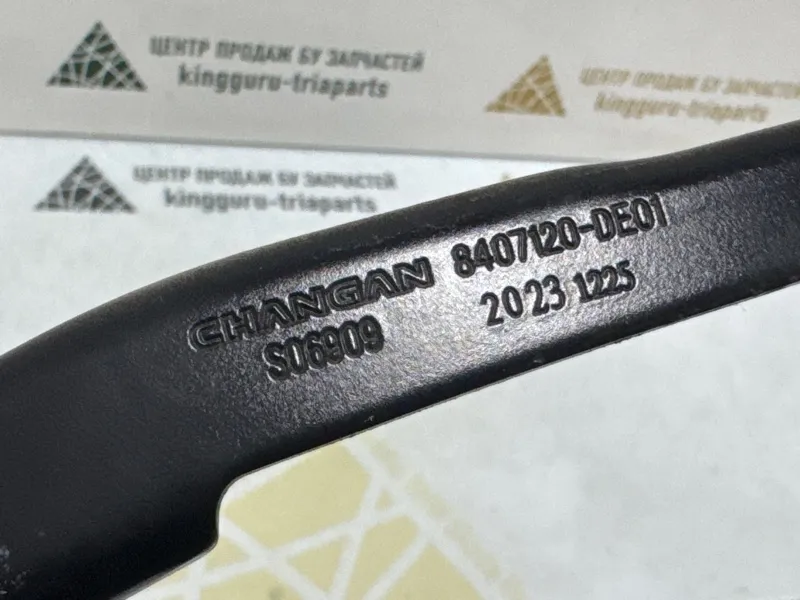 ЦЕНТР ПРОДАЖ БУ ЗАПЧАСТЕЙ
kingguru-triaparts
ЦЕНТР ПРОДАЖ БУ ЗАПЧАСТЕЙ
kingguru-triaparts
ЦЕНТР ПРОДАЖ БУ ЗАПЧАСТЕЙ
kingguru-triaparts
CHANGAN 8407120-DE01
S06909 2023 1225